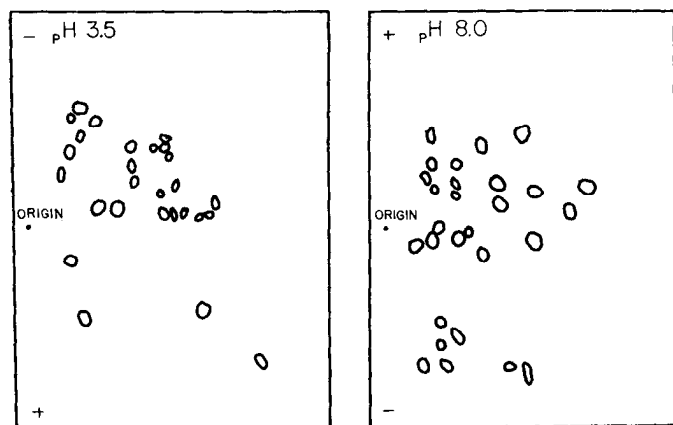 − pH 3.5
ORIGIN
+
+ pH 8.0
ORIGIN
−